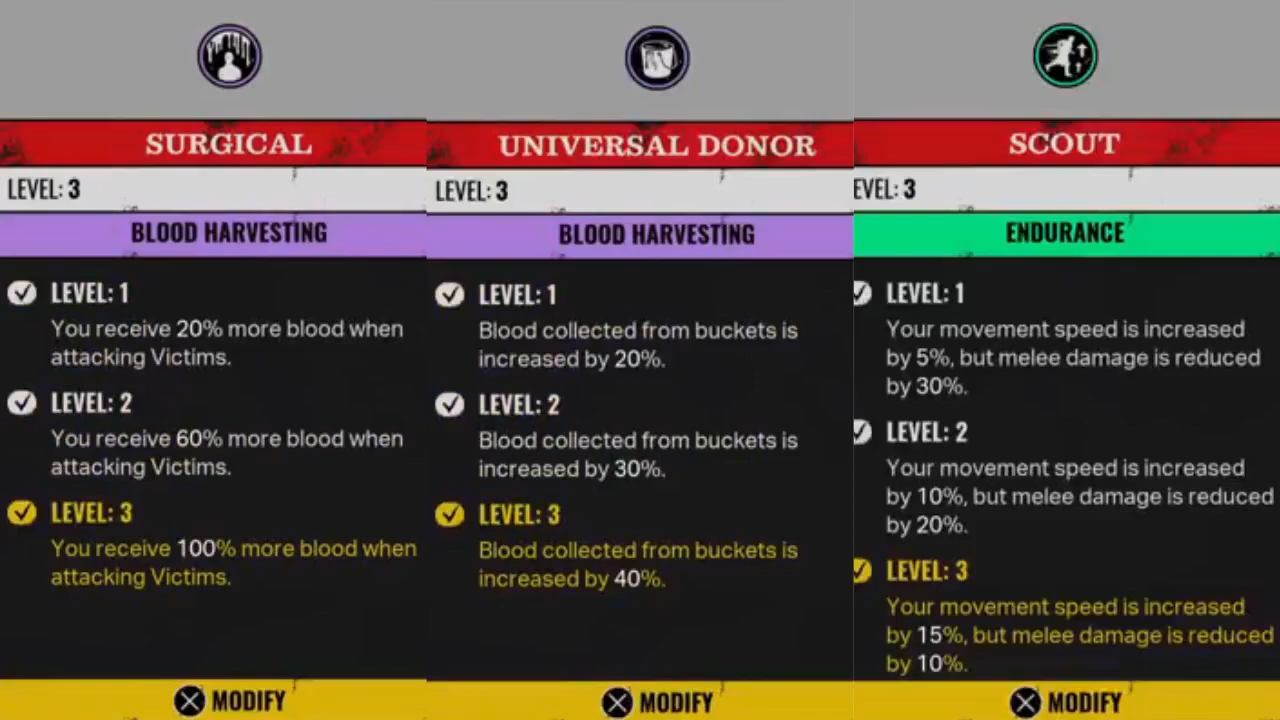 SURGICAL
LEVEL: 3
BLOOD HARVESTING
LEVEL: 1
You receive 20% more blood when
attacking Victims.
LEVEL: 2
You receive 60% more blood when
attacking Victims.
LEVEL: 3
You receive 100% more blood when
attacking Victims.
MODIFY
UNIVERSAL DONOR
LEVEL: 3
BLOOD HARVESTING
LEVEL: 1
Blood collected from buckets is
increased by 20%.
LEVEL: 2
Blood collected from buckets is
increased by 30%.
LEVEL: 3
Blood collected from buckets is
increased by 40%.
MODIFY
SCOUT
EVEL: 3
ENDURANCE
LEVEL: 1
Your movement speed is increased
by 5%, but melee damage is reduced
by 30%.
LEVEL: 2
Your movement speed is increased
by 10%, but melee damage is reduced
by 20%.
LEVEL: 3
Your movement speed is increased
by 15%, but melee damage is reduced
by 10%.
MODIFY